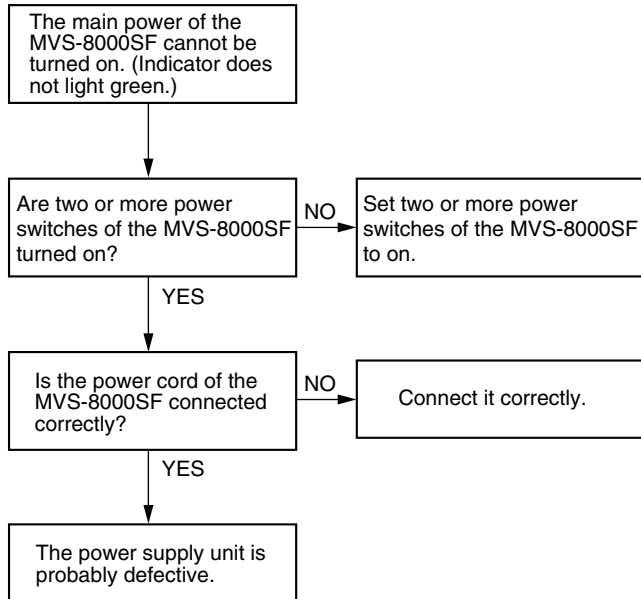 The main power of the
MVS-8000SF cannot be
turned on. (Indicator does
not light green.)
Are two or more power
switches of the MVS-8000SF
turned on?
NO
Set two or more power
switches of the MVS-8000SF
to on.
YES
Is the power cord of the
MVS-8000SF connected
correctly?
NO
Connect it correctly.
YES
The power supply unit is
probably defective.